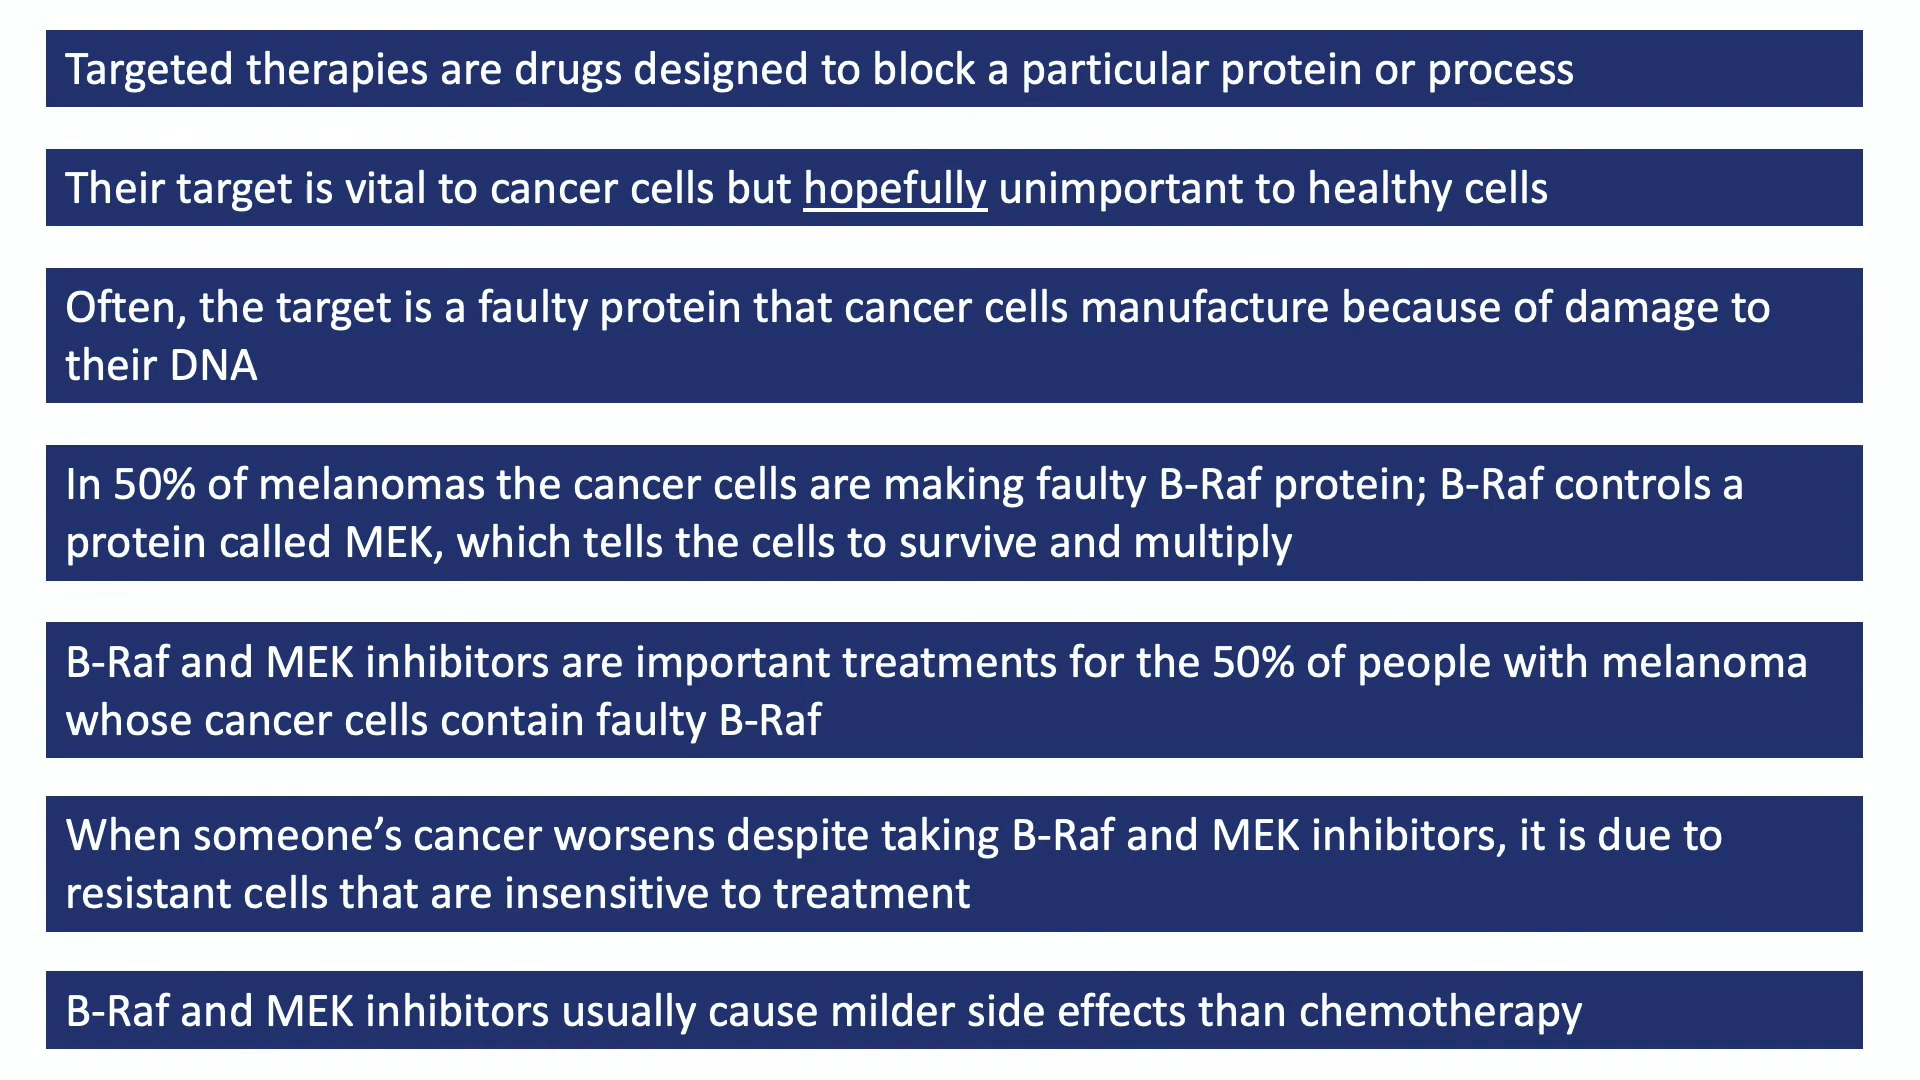 Targeted therapies are drugs designed to block a particular protein or process
Their target is vital to cancer cells but hopefully unimportant to healthy cells
Often, the target is a faulty protein that cancer cells manufacture because of damage to
their DNA
In 50% of melanomas the cancer cells are making faulty B-Raf protein; B-Raf controls a
protein called MEK, which tells the cells to survive and multiply
B-Raf and MEK inhibitors are important treatments for the 50% of people with melanoma
whose cancer cells contain faulty B-Raf
When someone’s cancer worsens despite taking B-Raf and MEK inhibitors, it is due to
resistant cells that are insensitive to treatment
B-Raf and MEK inhibitors usually cause milder side effects than chemotherapy